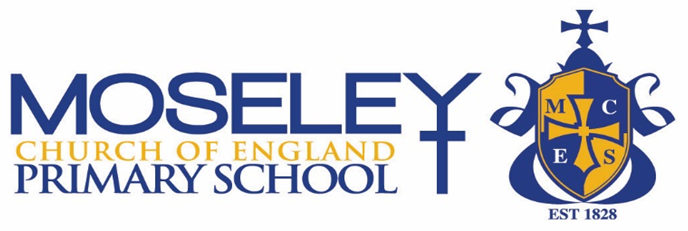 MOSELEY
CHURCH OF ENGLAND
PRIMARY SCHOOL
M C
E S
EST 1828